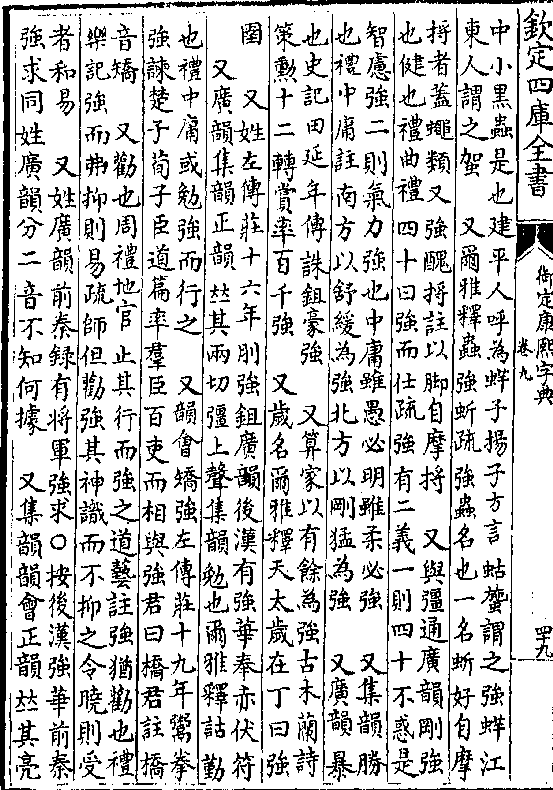 欽定四庫全書
御定康熙字典
卷九
四九
中小黑蟲是也建平人呼為蛘子揚子方言蛄䗐謂之強蛘江
東人謂之䖧　又爾雅釋蟲強蚚疏強蟲名也一名蚚好自摩
捋者蓋蠅類又強醜捋註以脚自摩捋　又與彊通廣韻剛強
也健也禮曲禮四十曰強而仕疏強有二義一則四十不惑是
智慮強二則氣力強也中庸雖愚必明雖柔必強　又集韻勝
也禮中庸註南方以舒緩為強北方以剛猛為強　又廣韻暴
也史記田延年傳誅鉏豪強　又算家以有餘為強古木蘭詩
策勳十二轉賞率百千強　又歲名爾雅釋天太歲在丁曰強
圉　又姓左傳莊十六年刖強鉏廣韻後漢有強華奉赤伏符
又廣韻集韻正韻𠀤其兩切彊上聲集韻勉也爾雅釋詁勤
也禮中庸或勉強而行之　又韻會矯強左傳莊十九年鬻拳
強諫楚子荀子臣道篇率羣臣百吏而相與強君曰橋君註橋
音矯　又勸也周禮地官止其行而強之道藝註強猶勸也禮
樂記強而弗抑則易疏師但勸強其神識而不抑之令曉則受
者和易　又姓廣韻前秦錄有將軍強求○按後漢強華前秦
強求同姓廣韻分二音不知何據　又集韻韻會正韻𠀤其亮